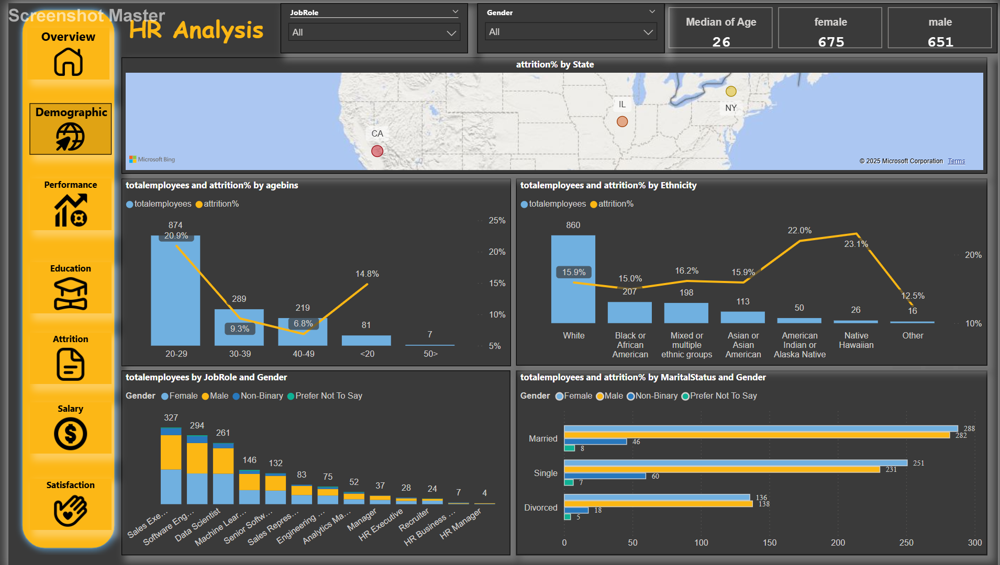 Screenshot Master
HR Analysis
JobRole
All
Gender
All
Median of Age
26
female
675
male
651
Overview
Demographic
Performance
Education
Attrition
Salary
Satisfaction
attrition% by State
CA
IL
NY
Microsoft Bing
© 2025 Microsoft Corporation Terms
totalemployees and attrition% by agebins
totalemployees attrition%
874
20.9%
289
9.3%
219
6.8%
14.8%
81
7
25%
20%
15%
10%
5%
20-29 30-39 40-49 <20 50>
totalemployees and attrition% by Ethnicity
totalemployees attrition%
860
15.9%
15.0%
207
16.2%
198
15.9%
113
22.0%
50
23.1%
26
12.5%
16
20%
10%
White
Black or
African
American
Mixed or
multiple
ethnic groups
Asian or
Asian
American
American
Indian or
Alaska Native
Native
Hawaiian
Other
totalemployees by JobRole and Gender
Gender Female Male Non-Binary Prefer Not To Say
327 294 261 146 132 83 75 52 37 28 24 7 4
Sales Exe...
Software Eng...
Data Scientist
Machine Lear...
Senior Softw...
Sales Repres...
Engineering ...
Analytics Ma...
Manager
HR Executive
Recruiter
HR Business ...
HR Manager
totalemployees and attrition% by MaritalStatus and Gender
Gender Female Male Non-Binary Prefer Not To Say
Married
288
282
46
8
Single
251
231
60
7
Divorced
136
138
18
5
0 50 100 150 200 250 300